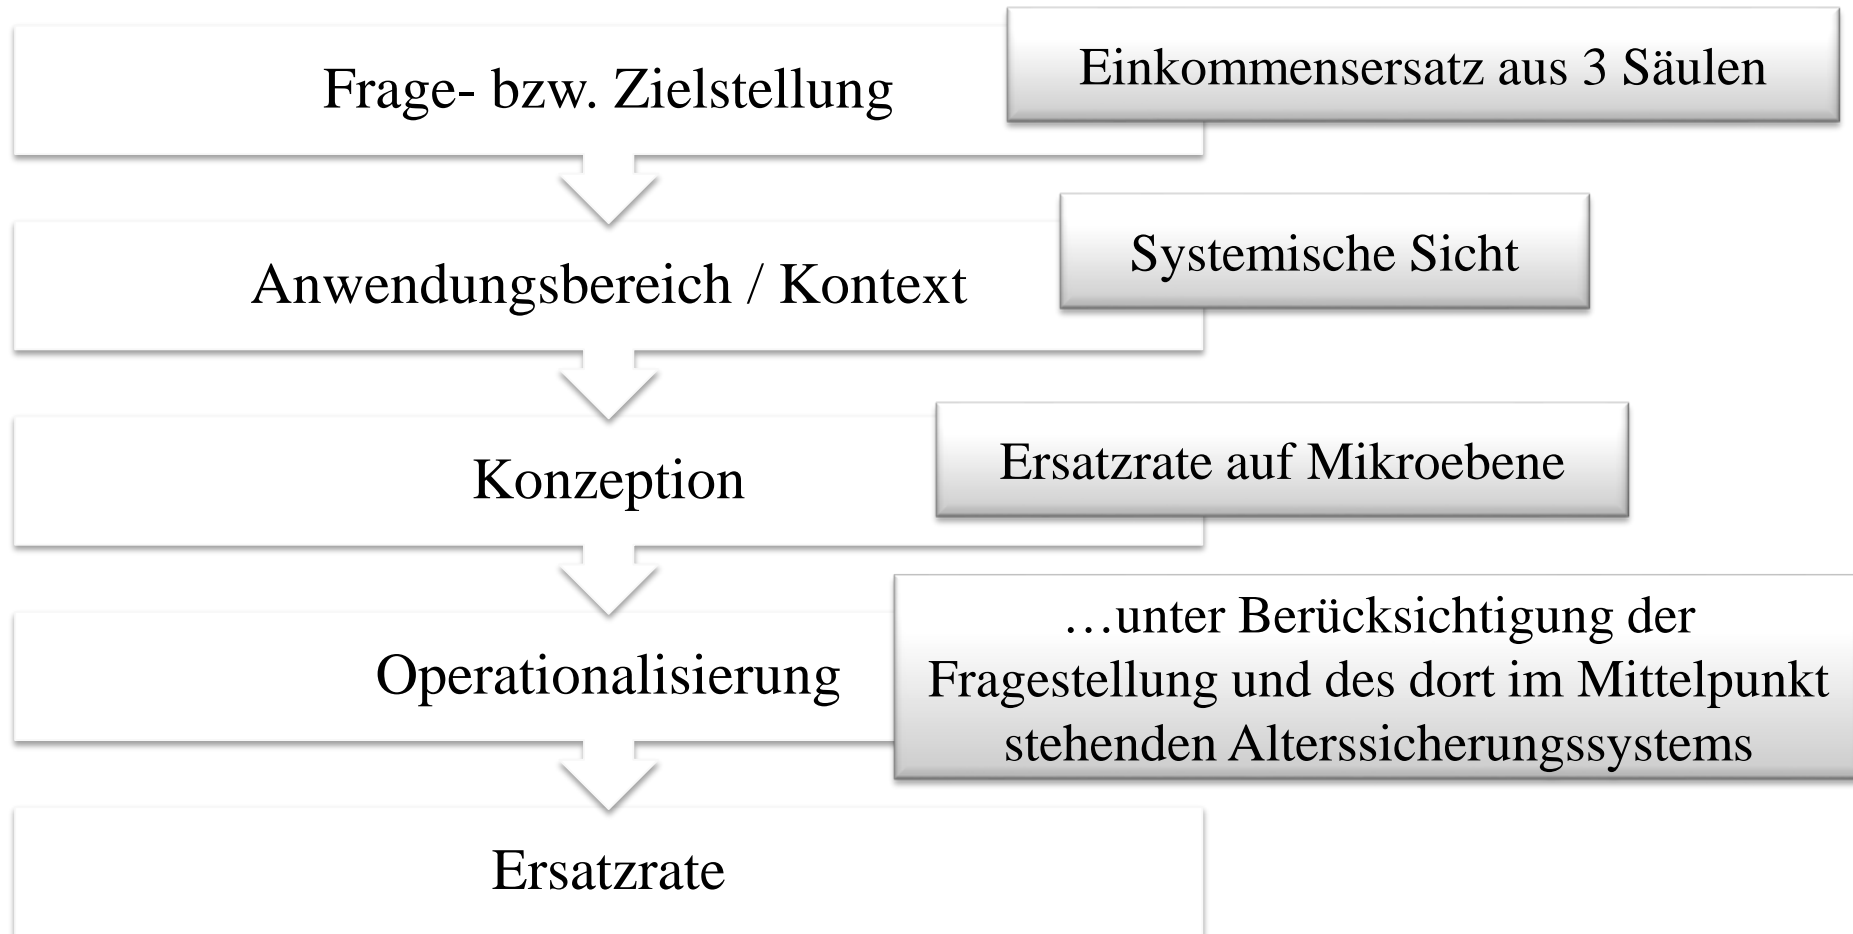 Frage- bzw. Zielstellung
Einkommensersatz aus 3 Säulen
Anwendungsbereich / Kontext
Systemische Sicht
Konzeption
Ersatzrate auf Mikroebene
Operationalisierung
…unter Berücksichtigung der
Fragestellung und des dort im Mittelpunkt
stehenden Alterssicherungssystems
Ersatzrate